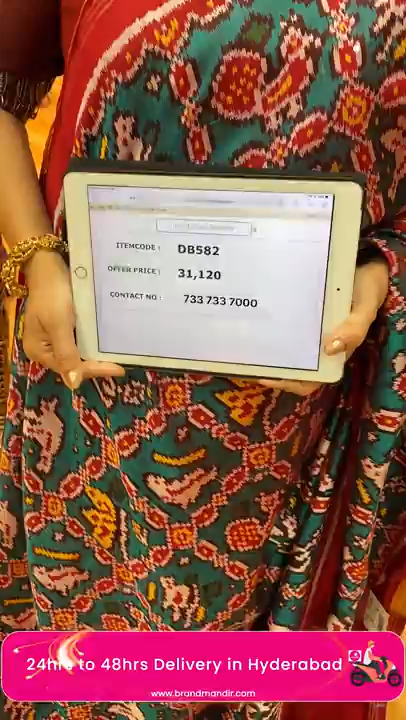 ITEMCODE : DB582
OFFER PRICE : 31,120
CONTACT NO : 733 733 7000
24hrs to 48hrs Delivery in Hyderabad
www.brandmandir.com